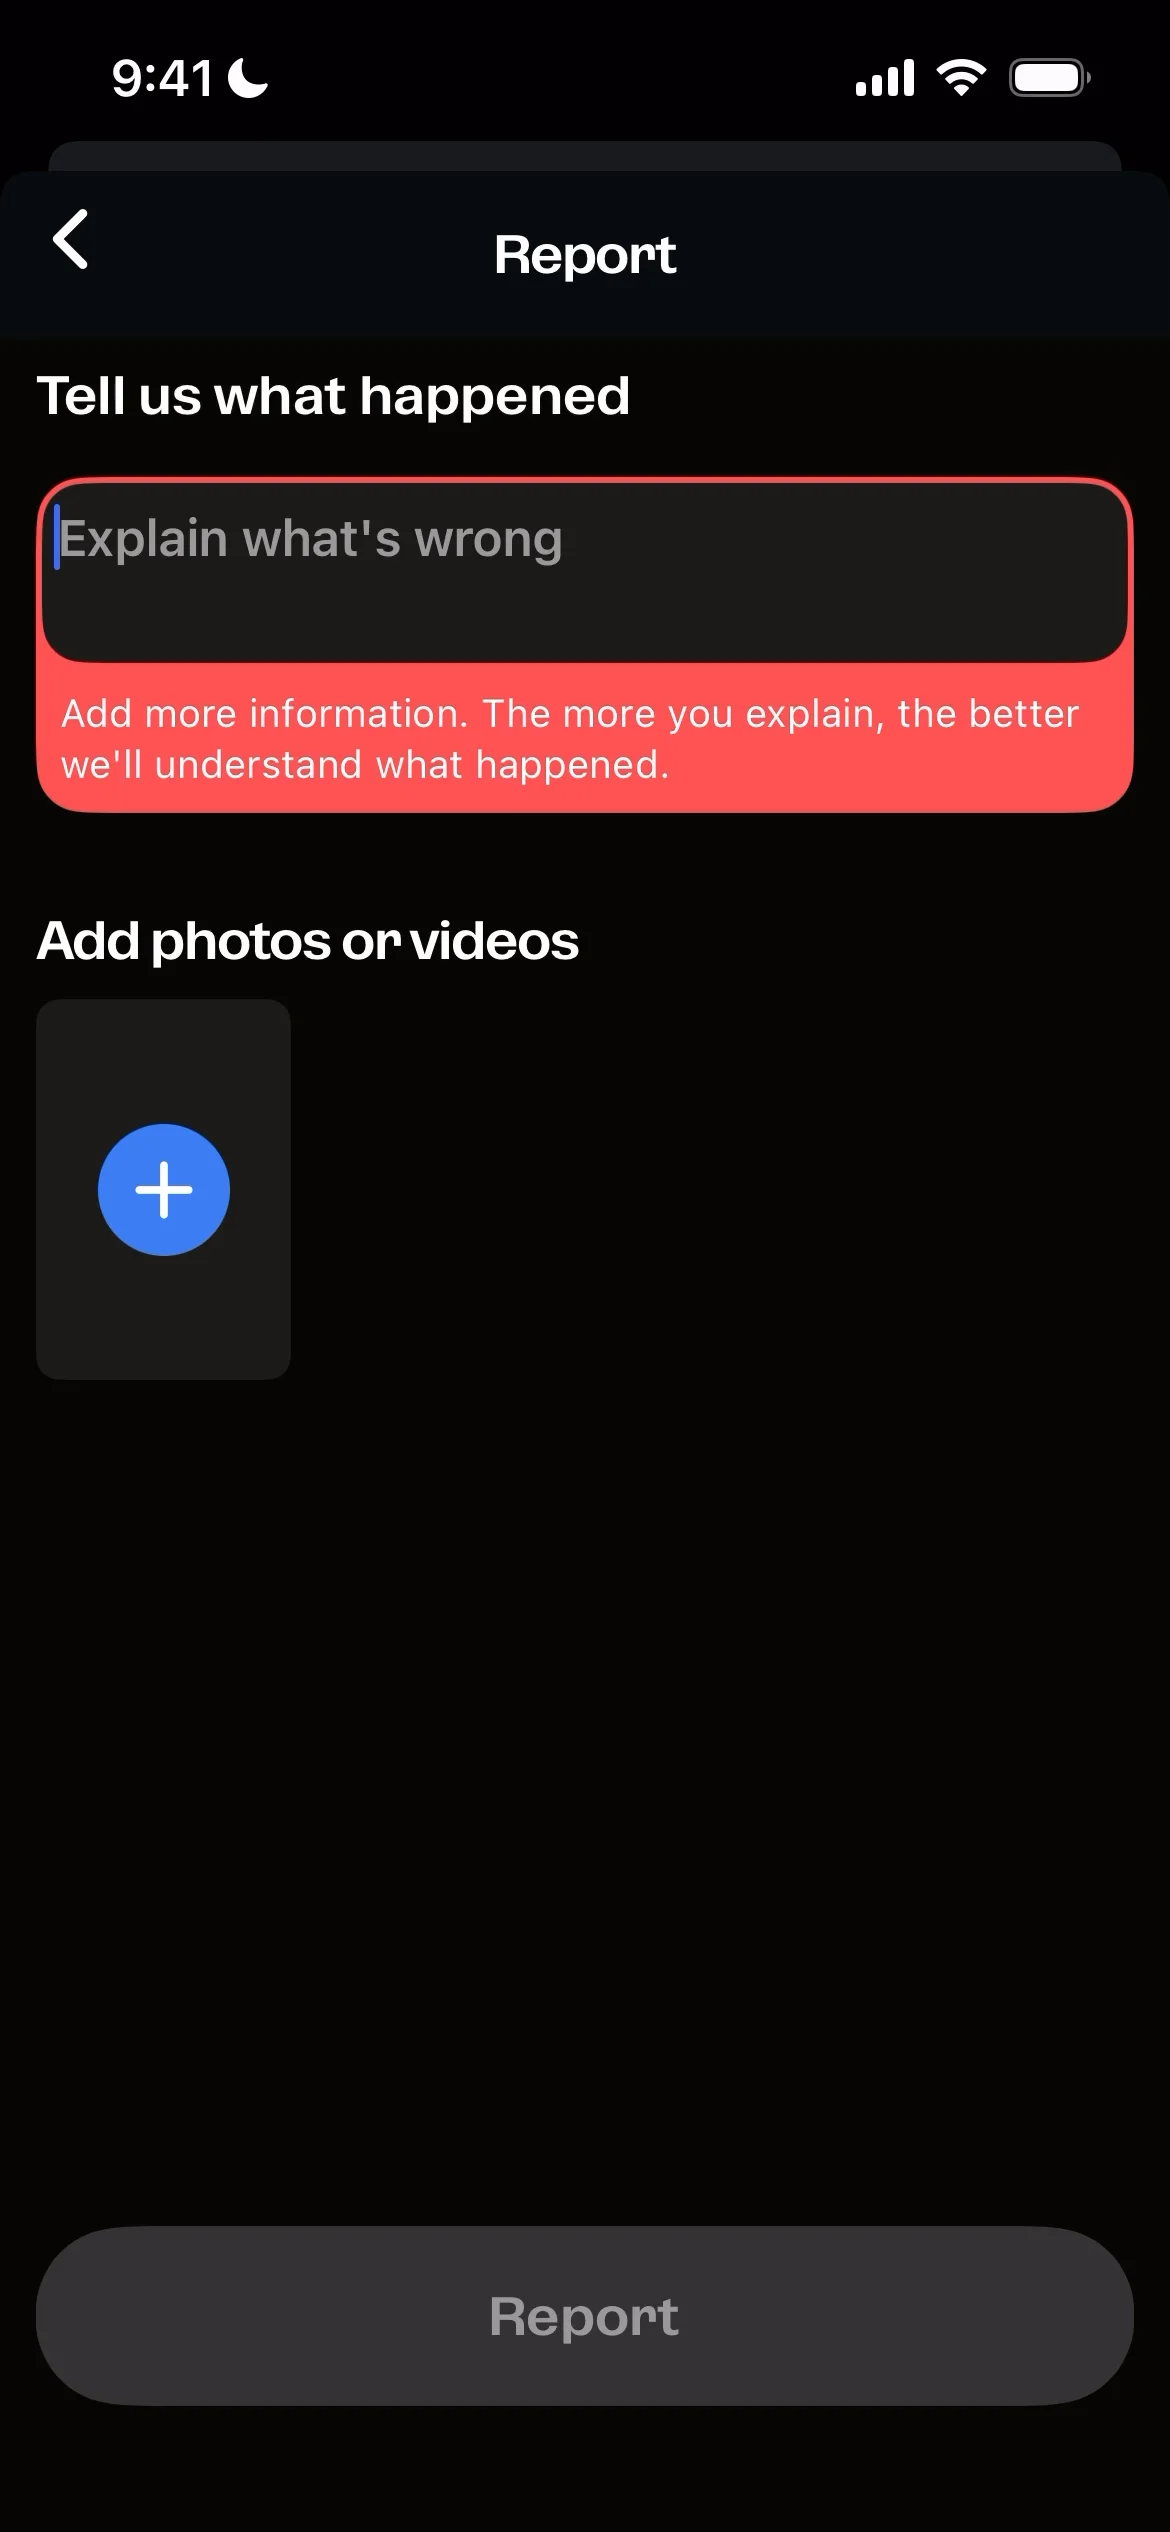 9:41
Report
Tell us what happened
Explain what's wrong
Add more information. The more you explain, the better
we'll understand what happened.
Add photos or videos
Report